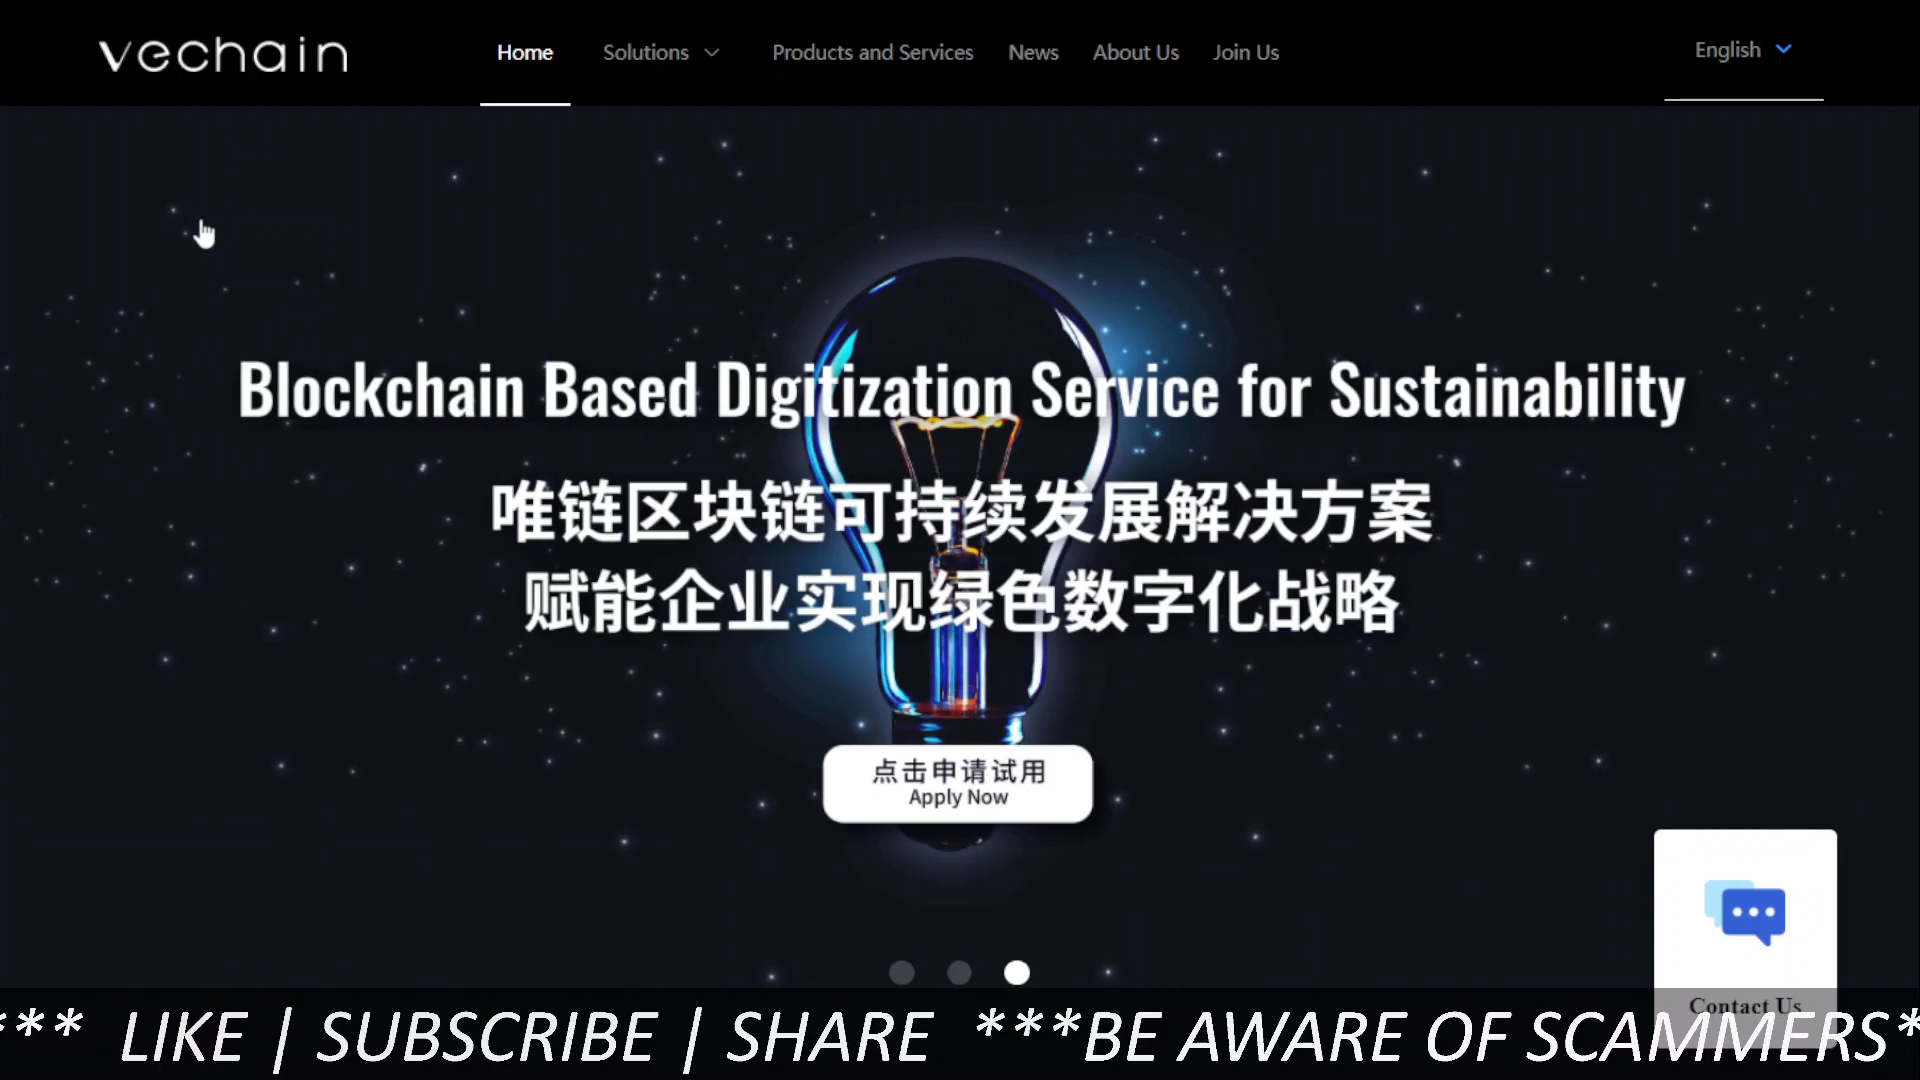 vechain
Home
Solutions
Products and Services
News
About Us
Join Us
English
Blockchain Based Digitization Service for Sustainability
唯链区块链可持续发展解决方案
赋能企业实现绿色数字化战略
点击申请试用
Apply Now
Contact Us
*** LIKE | SUBSCRIBE | SHARE ***BE AWARE OF SCAMMERS*